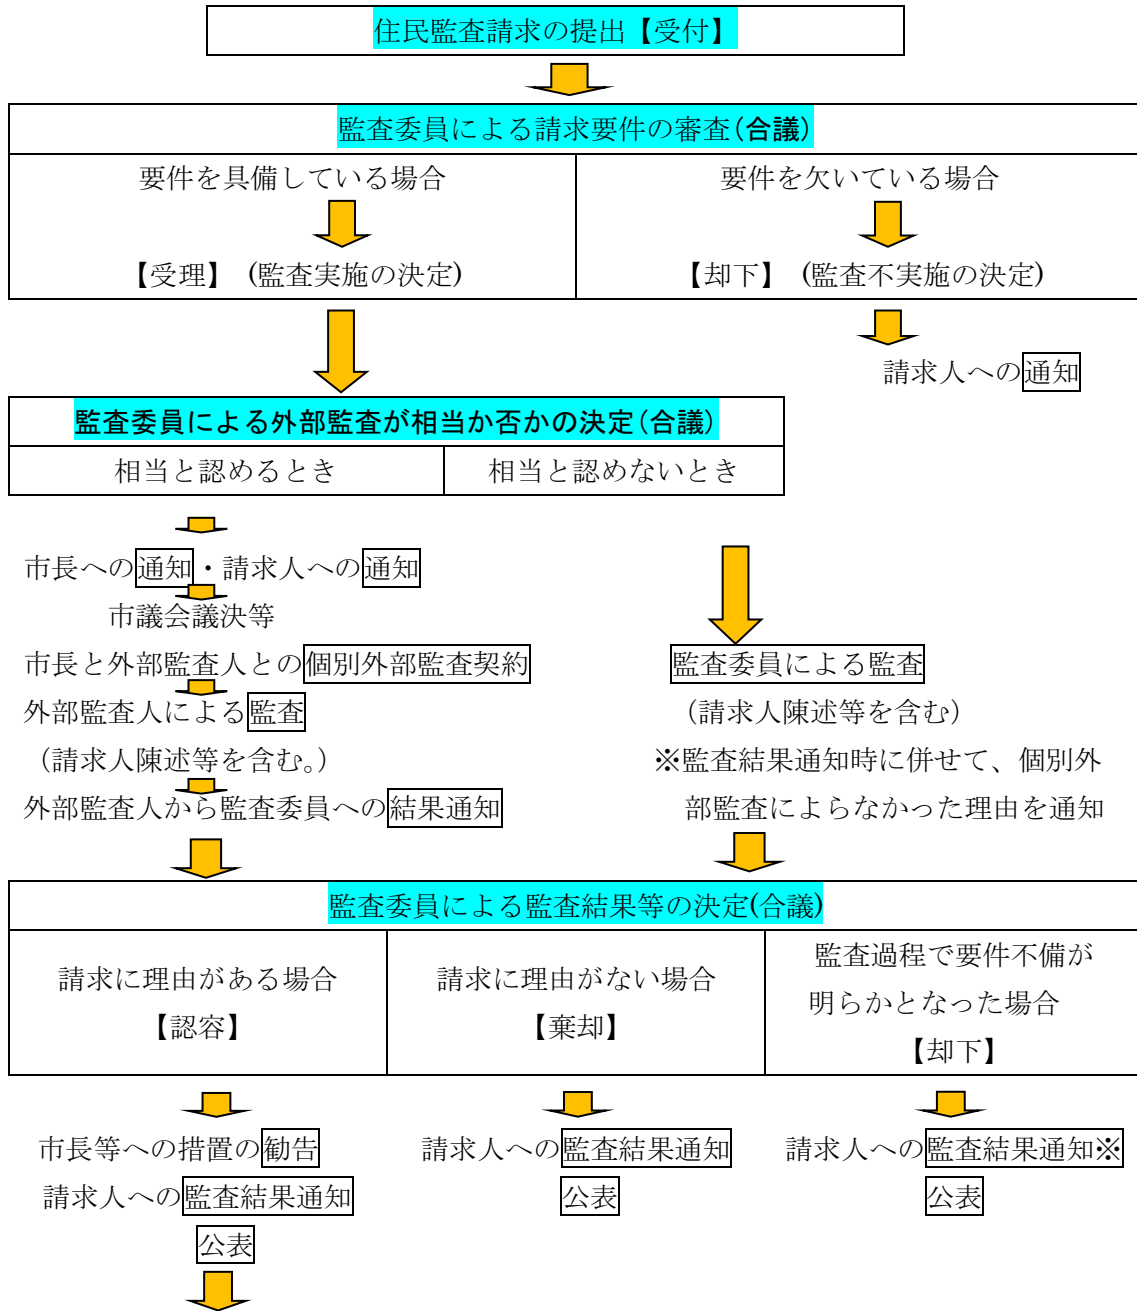 住民監査請求の提出【受付】
監査委員による請求要件の審査(合議)
要件を具備している場合
【受理】 (監査実施の決定)
要件を欠いている場合
【却下】 (監査不実施の決定)
請求人への通知
監査委員による外部監査が相当か否かの決定(合議)
相当と認めるとき
相当と認めないとき
市長への通知・請求人への通知
市議会議決等
市長と外部監査人との個別外部監査契約
外部監査人による監査
（請求人陳述等を含む。）
外部監査人から監査委員への結果通知
監査委員による監査
（請求人陳述等を含む）
※監査結果通知時に併せて、個別外
部監査によらなかった理由を通知
監査委員による監査結果等の決定(合議)
請求に理由がある場合
【認容】
請求に理由がない場合
【棄却】
監査過程で要件不備が
明らかとなった場合
【却下】
市長等への措置の勧告
請求人への監査結果通知
公表
請求人への監査結果通知
公表
請求人への監査結果通知※
公表